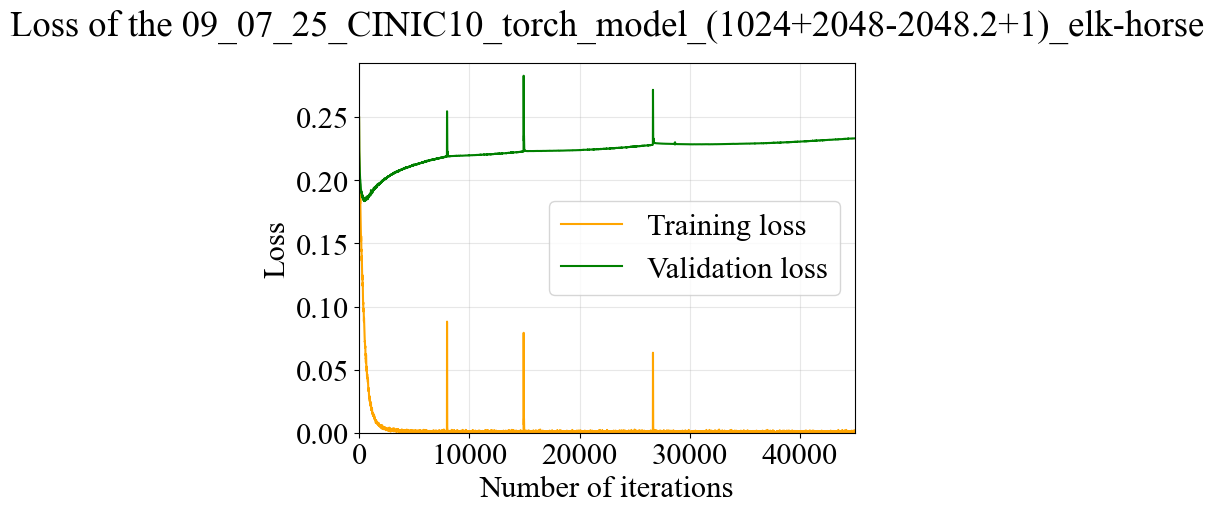 Loss of the 09_07_25_CINIC10_torch_model_(1024+2048-2048.2+1)_elk-horse
0.25
0.20
0.15
0.10
0.05
0.00
Loss
Training loss
Validation loss
0 10000 20000 30000 40000
Number of iterations